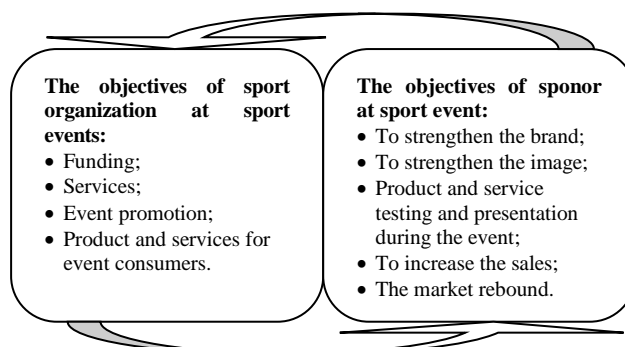 The objectives of sport
organization at sport
events:
• Funding;
• Services;
• Event promotion;
• Product and services for
event consumers.
The objectives of sponor
at sport event:
• To strengthen the brand;
• To strengthen the image;
• Product and service
testing and presentation
during the event;
• To increase the sales;
• The market rebound.